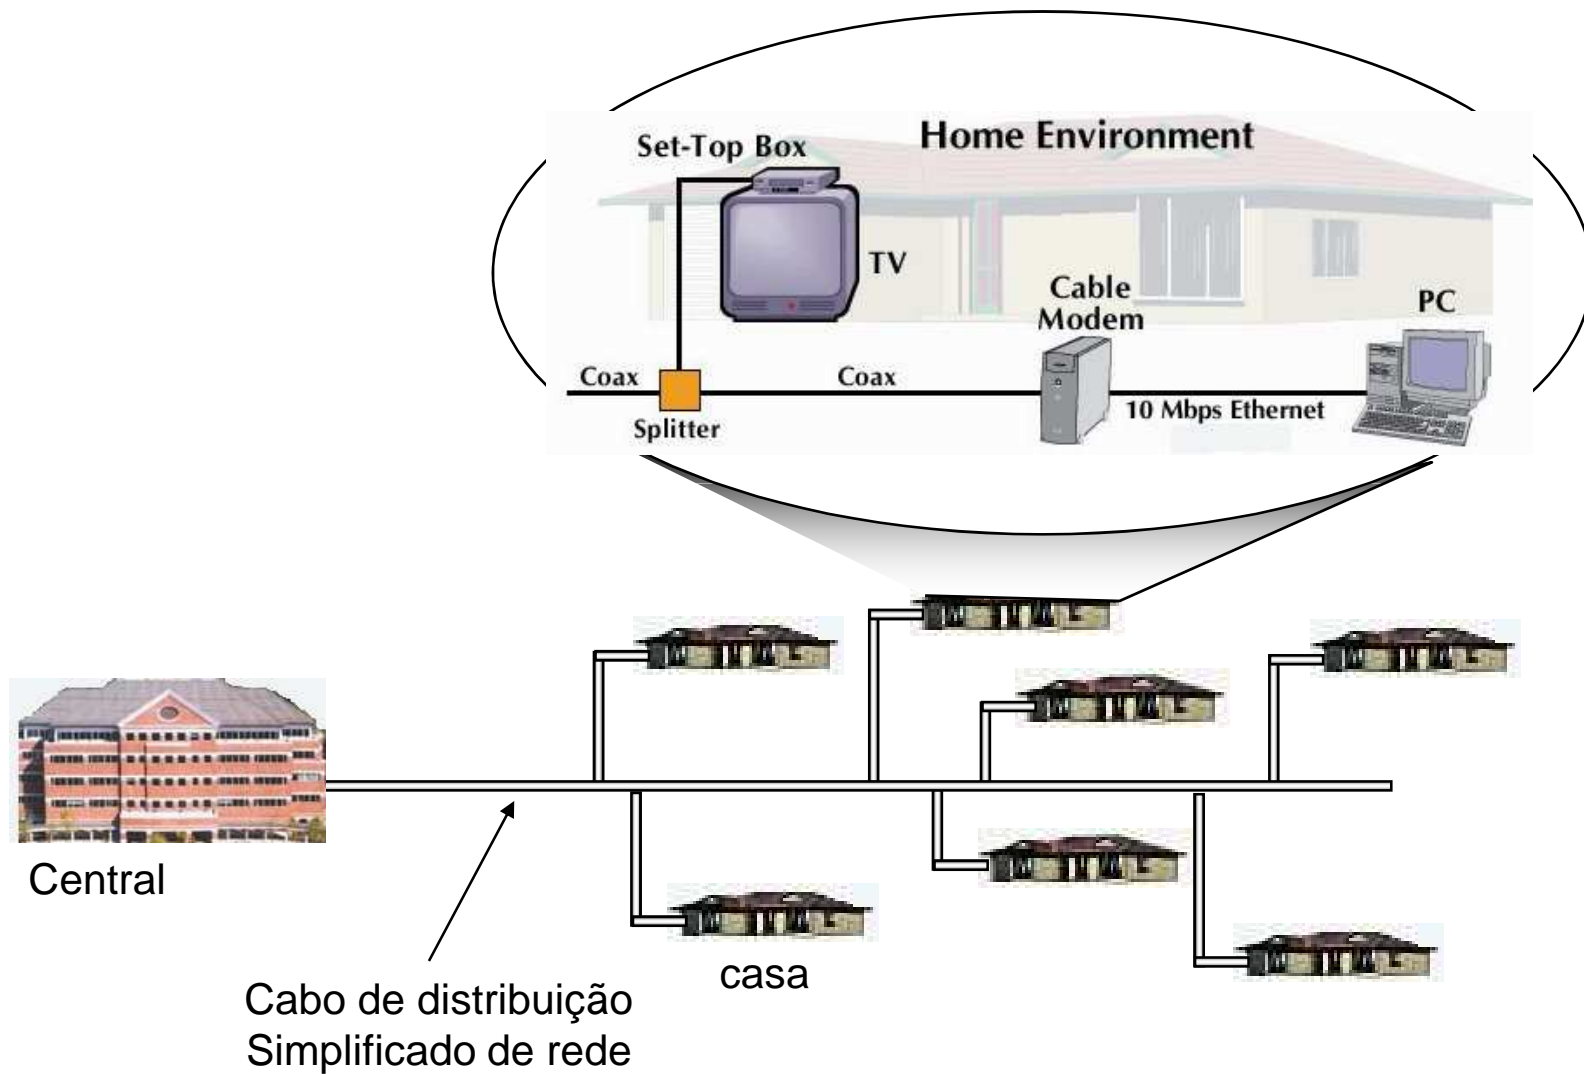 Home Environment
Set-Top Box
TV
Cable
Modem
PC
Coax
Coax
10 Mbps Ethernet
Splitter
Central
casa
Cabo de distribuição
Simplificado de rede